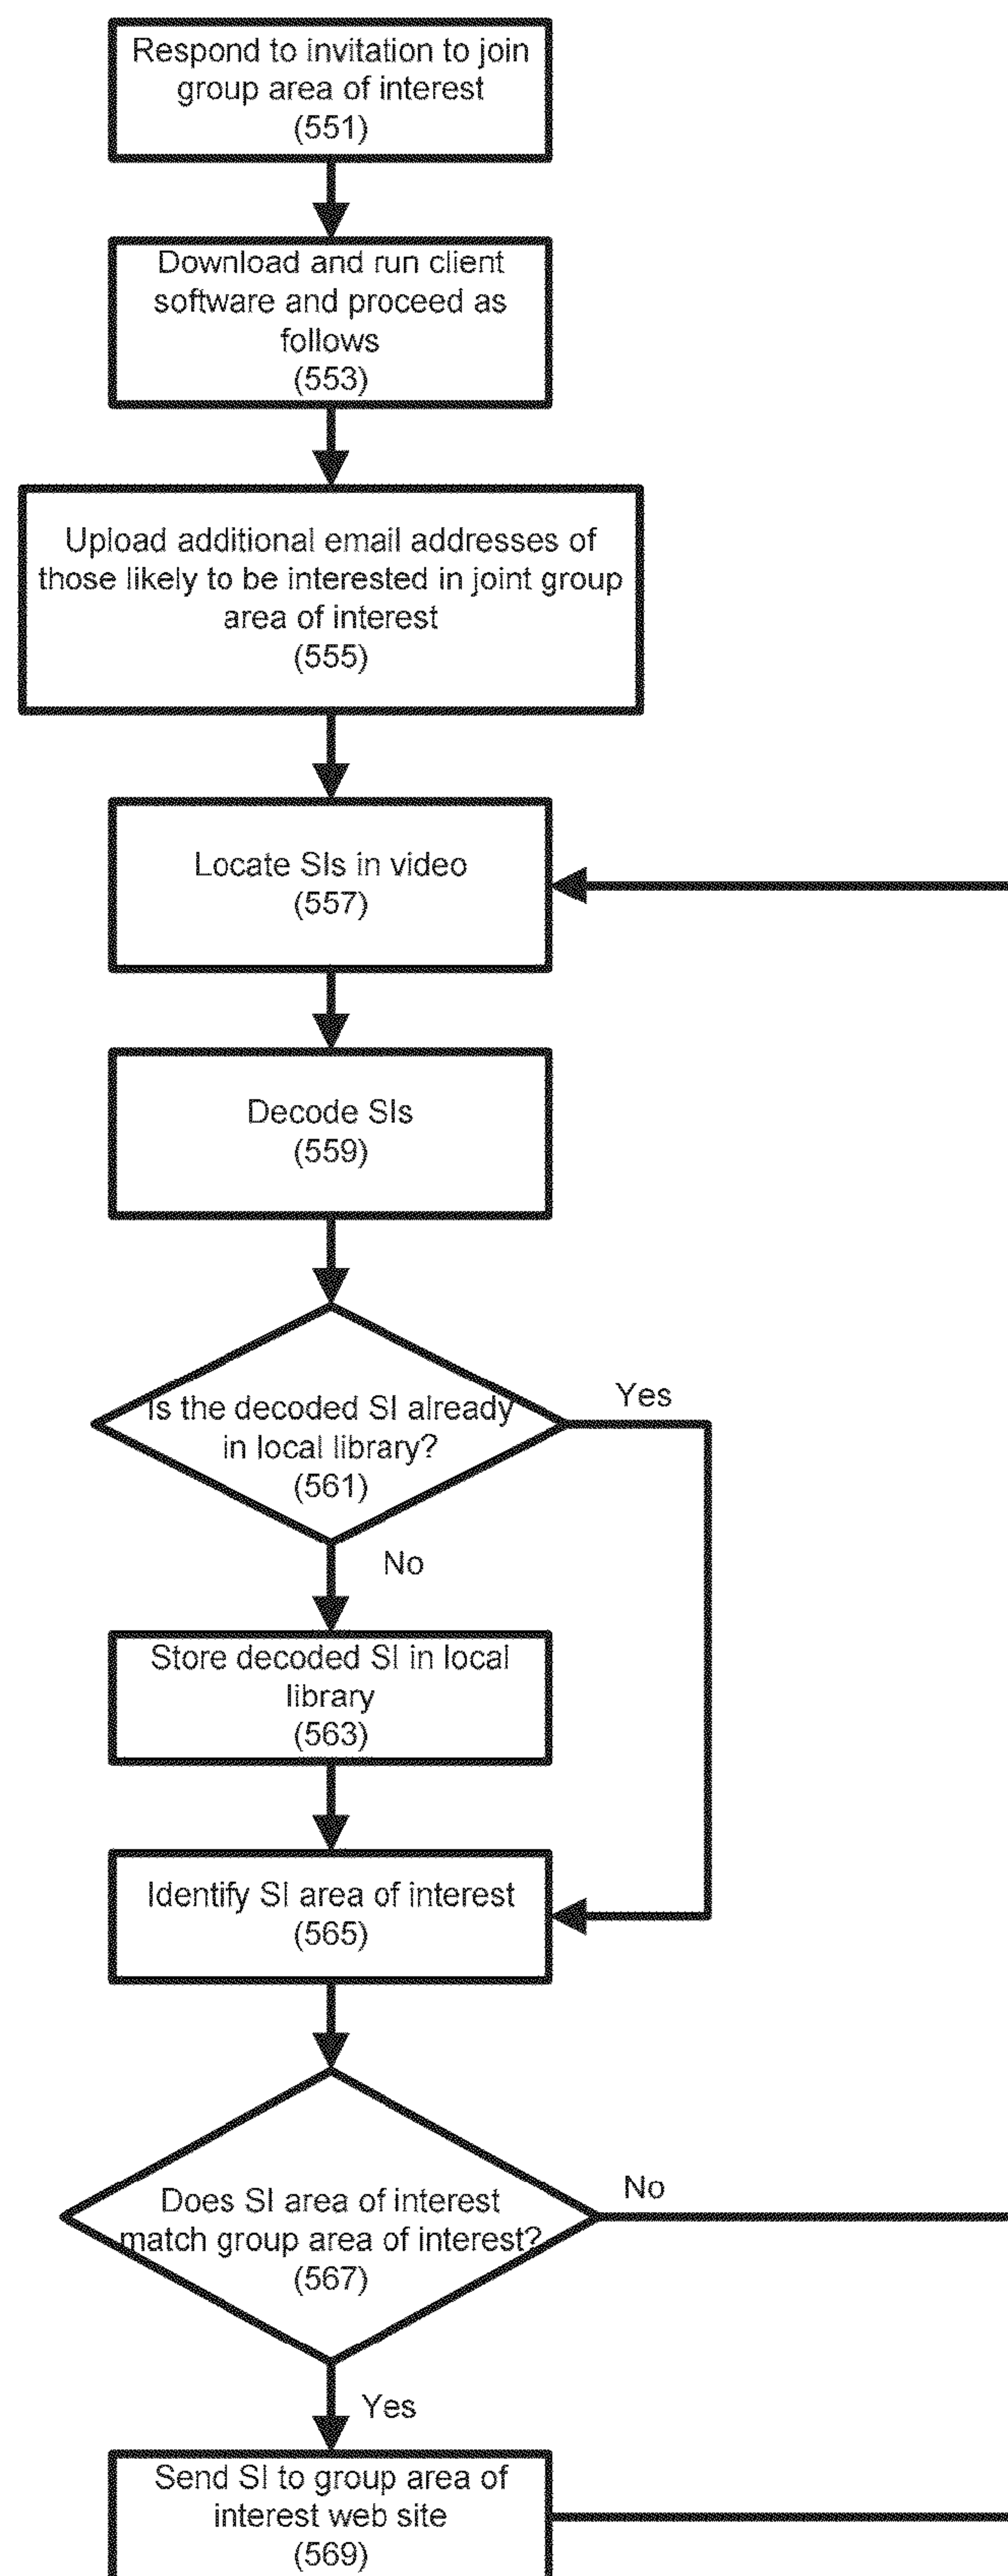 Respond to invitation to join
group area of interest
(551)
Download and run client
software and proceed as
follows
(553)
Upload additional email addresses of
those likely to be interested in joint group
area of interest
(555)
Locate SIs in video
(557)
Decode SIs
(559)
Is the decoded SI already
in local library?
(561)
Yes
No
Store decoded SI in local
library
(563)
Identify SI area of interest
(565)
Does SI area of interest
match group area of interest?
(567)
No
Yes
Send SI to group area of
interest web site
(569)